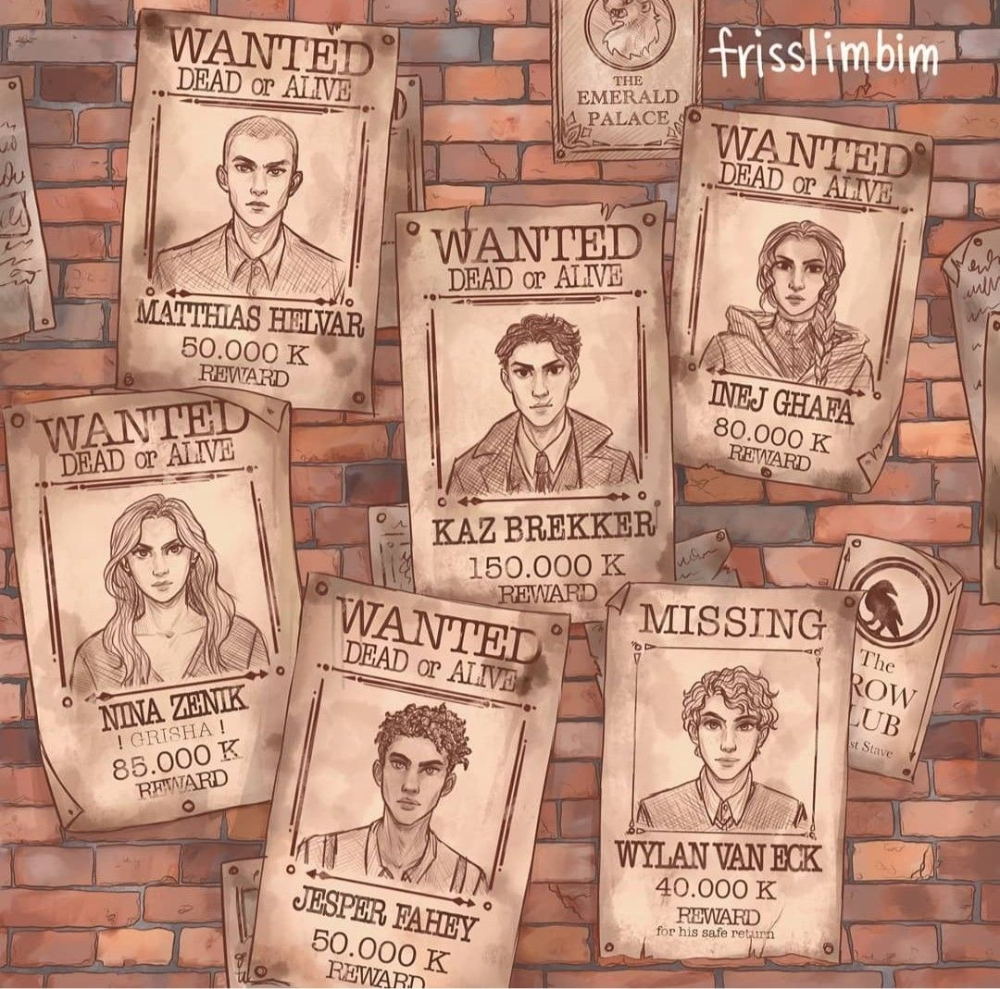 WANTED
DEAD or ALIVE
MATTHIAS HELVAR
50.000 K
REWARD
THE
EMERALD
PALACE
frisslimbim
WANTED
DEAD or ALIVE
KAZ BREKKER
150.000 K
REWARD
WANTED
DEAD or ALIVE
INEJ GHAFA
80.000 K
REWARD
WANTED
DEAD or ALIVE
NINA ZENIK
! GRISHA !
85.000 K
REWARD
WANTED
DEAD or ALIVE
JESPER FAHEY
50.000 K
REWARD
MISSING
WYLAN VAN ECK
40.000 K
REWARD
for his safe return
The
ROW
LUB
st Stave